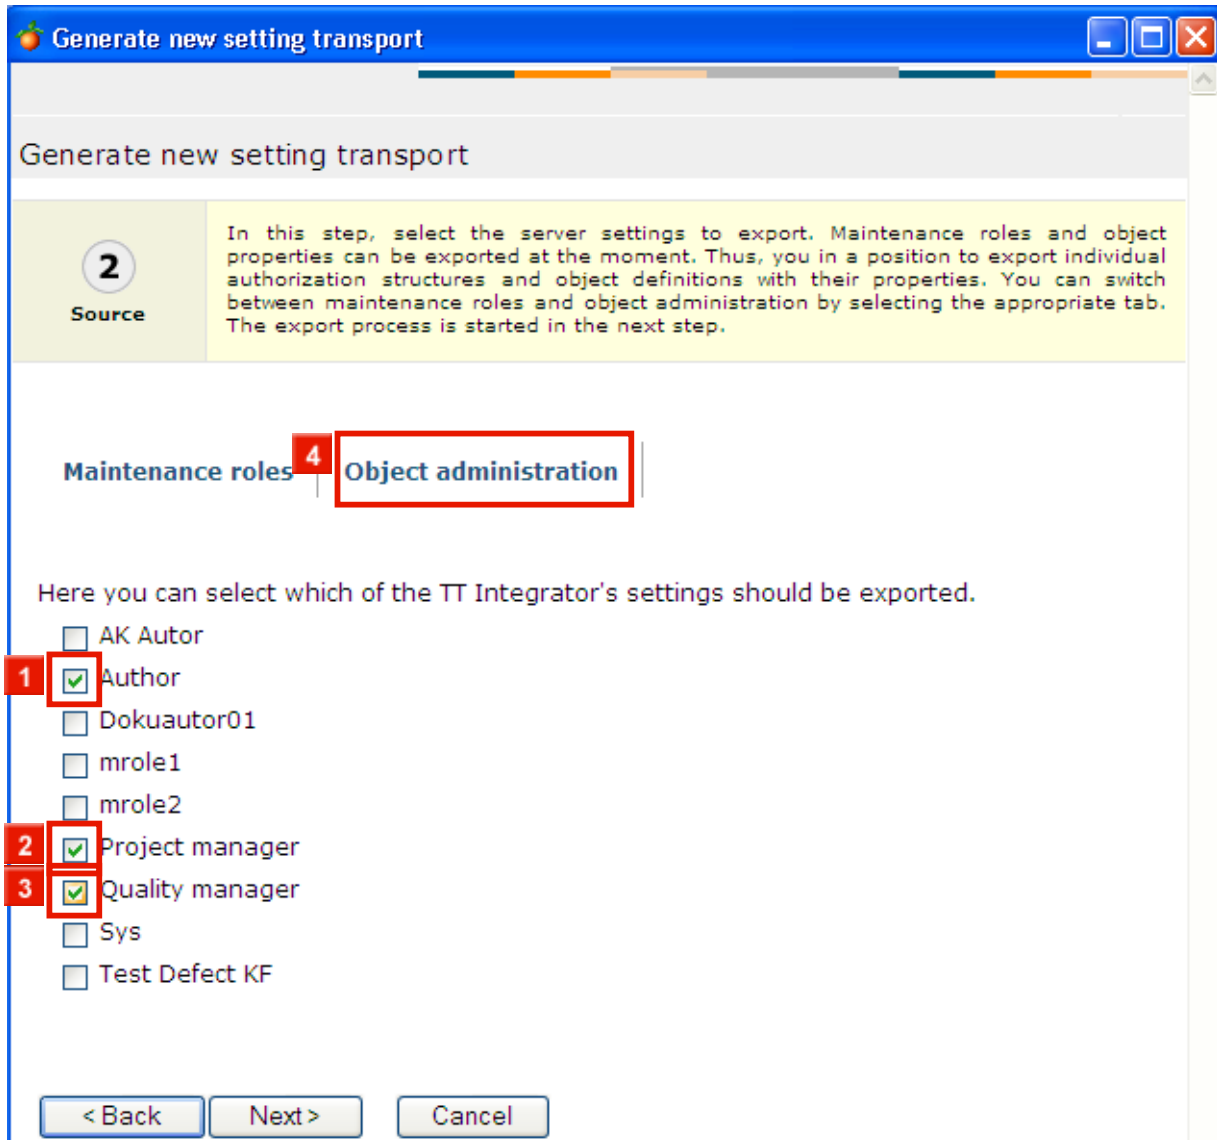 Generate new setting transport
Generate new setting transport
2
Source
In this step, select the server settings to export. Maintenance roles and object
properties can be exported at the moment. Thus, you in a position to export individual
authorization structures and object definitions with their properties. You can switch
between maintenance roles and object administration by selecting the appropriate tab.
The export process is started in the next step.
Maintenance roles 4 Object administration
Here you can select which of the TT Integrator's settings should be exported.
AK Autor
1 Author
Dokuautor01
mrole1
mrole2
2 Project manager
3 Quality manager
Sys
Test Defect KF
< Back Next > Cancel